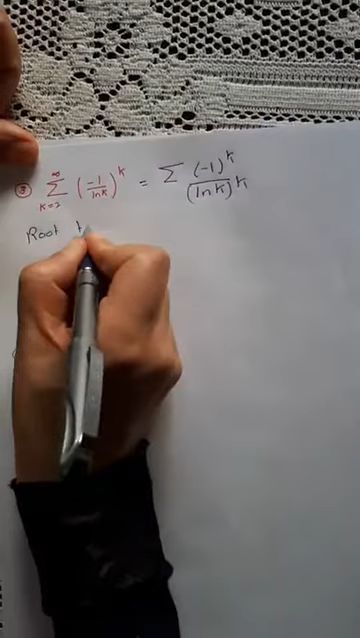 ③ ∞∑k=2 (-1/ln k)^k = ∑ (-1)^k/(ln k)^k
Root t